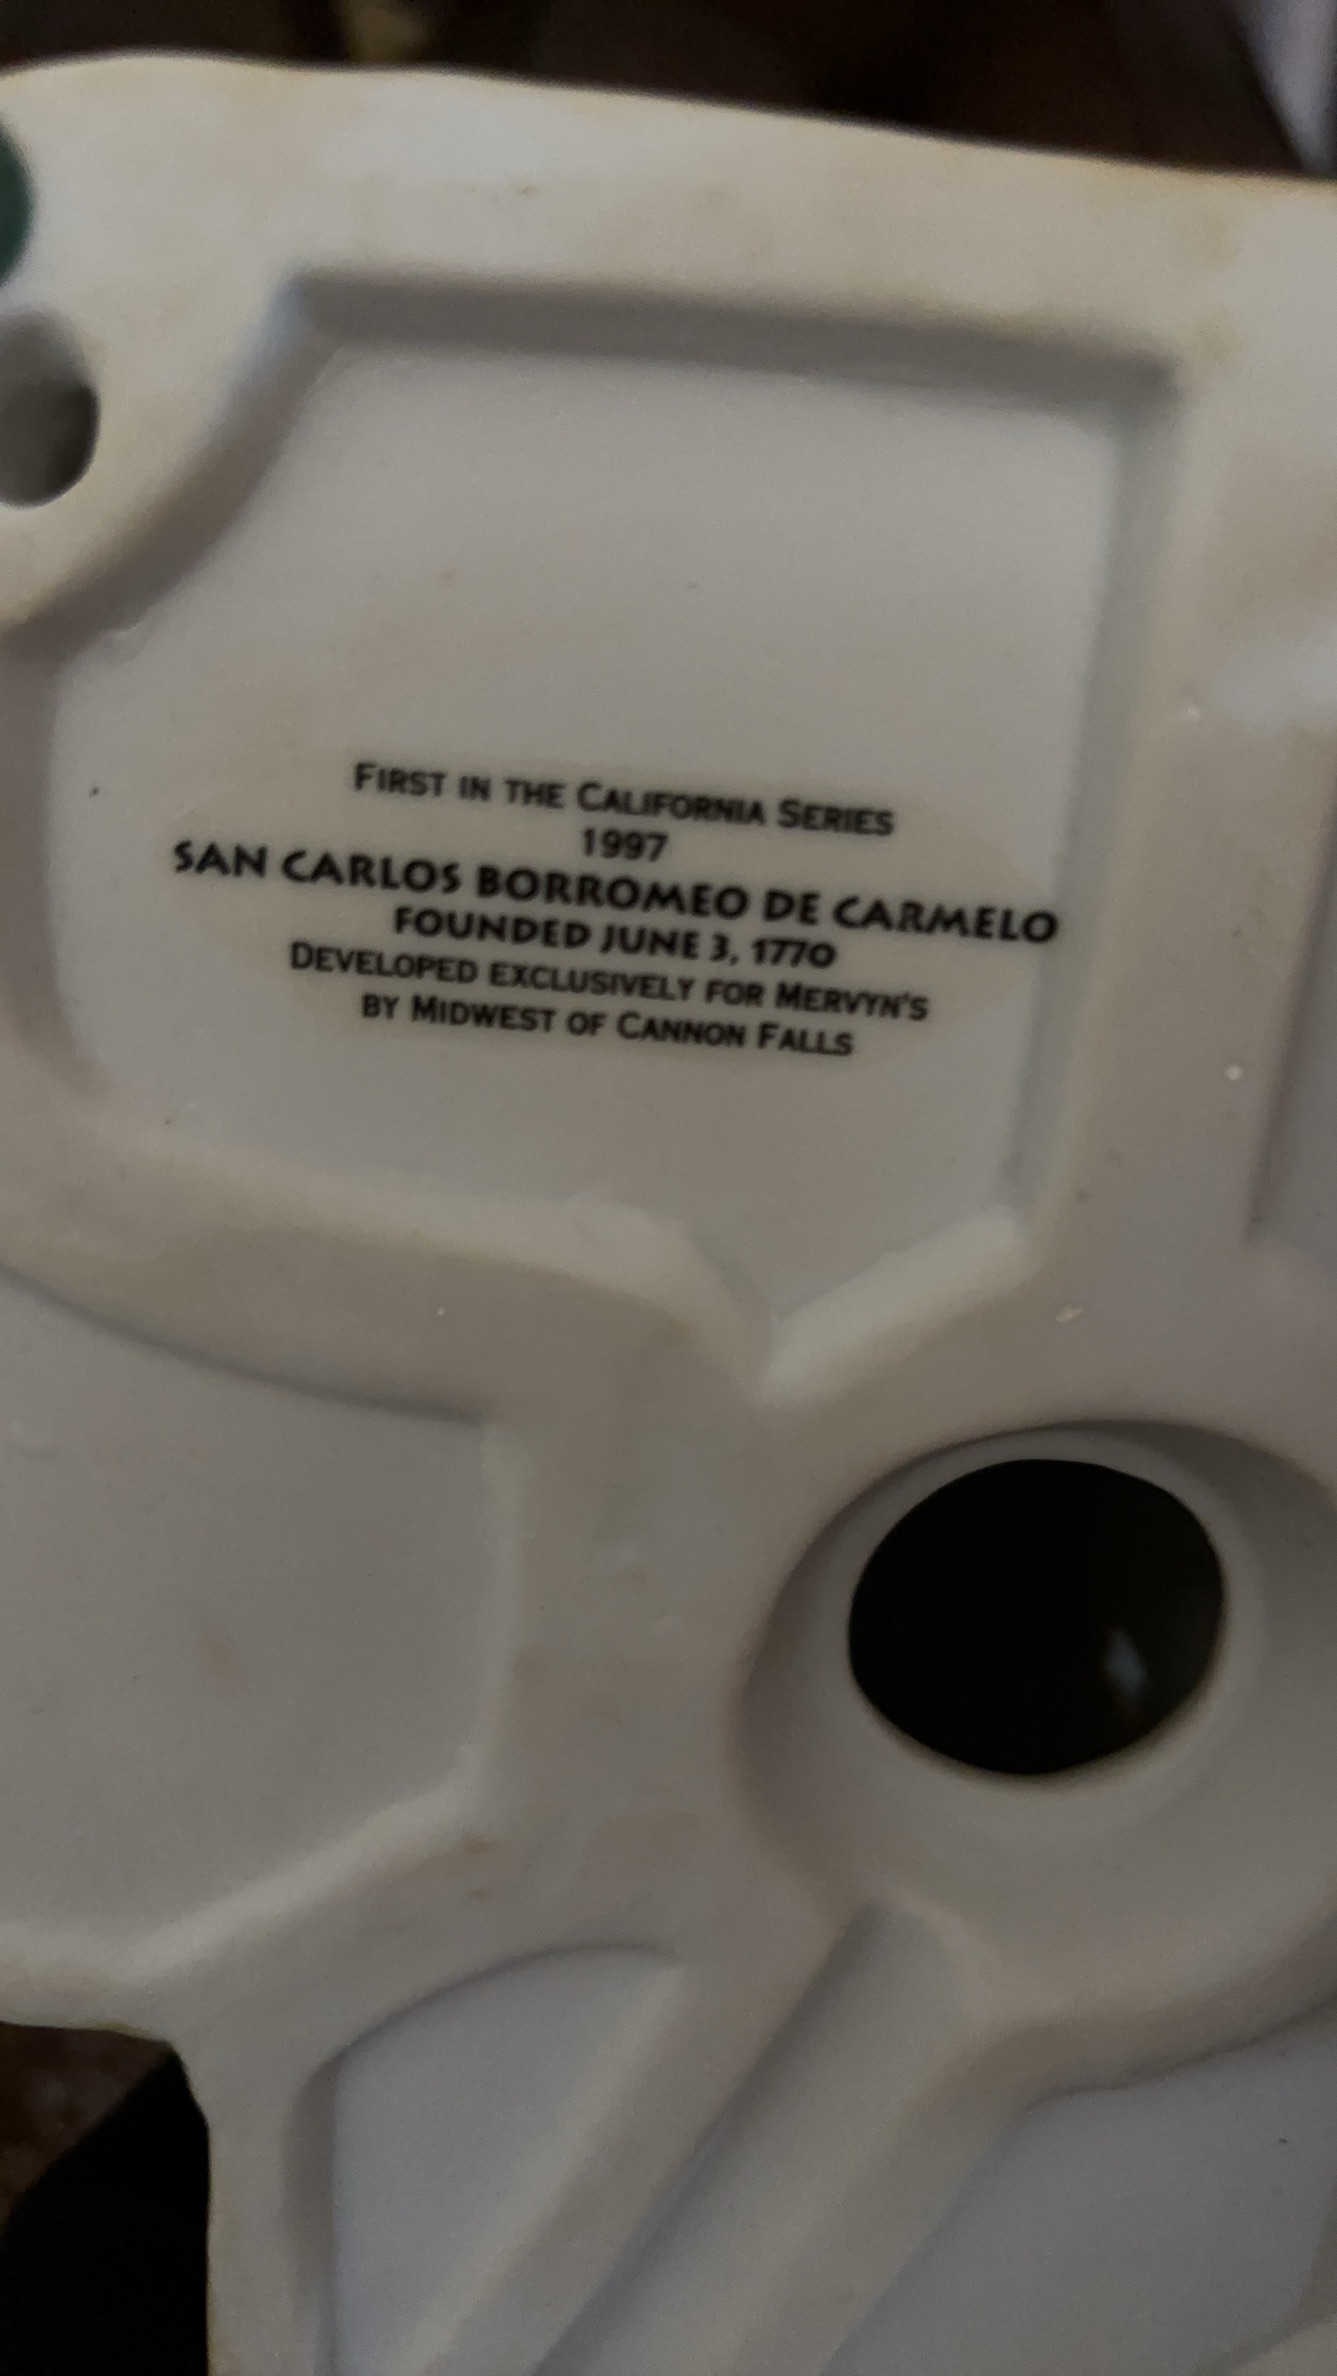 First in the California Series
1997
SAN CARLOS BORROMEO DE CARMELO
FOUNDED JUNE 3, 1770
Developed exclusively for Mervyn's
by Midwest of Cannon Falls